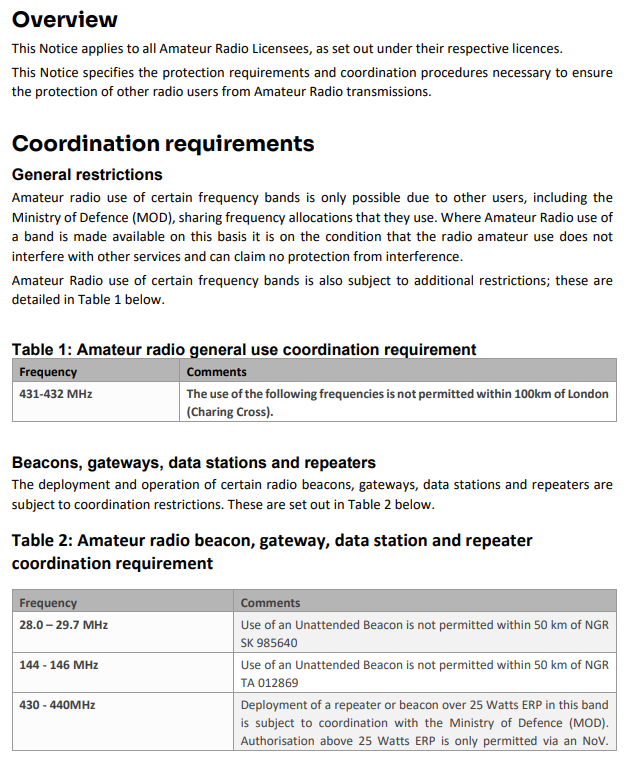 Overview
This Notice applies to all Amateur Radio Licensees, as set out under their respective licences.
This Notice specifies the protection requirements and coordination procedures necessary to ensure
the protection of other radio users from Amateur Radio transmissions.
Coordination requirements
General restrictions
Amateur radio use of certain frequency bands is only possible due to other users, including the
Ministry of Defence (MOD), sharing frequency allocations that they use. Where Amateur Radio use of
a band is made available on this basis it is on the condition that the radio amateur use does not
interfere with other services and can claim no protection from interference.
Amateur Radio use of certain frequency bands is also subject to additional restrictions; these are
detailed in Table 1 below.
Table 1: Amateur radio general use coordination requirement
Frequency Comments
431-432 MHz The use of the following frequencies is not permitted within 100km of London
(Charing Cross).
Beacons, gateways, data stations and repeaters
The deployment and operation of certain radio beacons, gateways, data stations and repeaters are
subject to coordination restrictions. These are set out in Table 2 below.
Table 2: Amateur radio beacon, gateway, data station and repeater
coordination requirement
Frequency Comments
28.0 – 29.7 MHz Use of an Unattended Beacon is not permitted within 50 km of NGR
SK 985640
144 - 146 MHz Use of an Unattended Beacon is not permitted within 50 km of NGR
TA 012869
430 - 440MHz Deployment of a repeater or beacon over 25 Watts ERP in this band
is subject to coordination with the Ministry of Defence (MOD).
Authorisation above 25 Watts ERP is only permitted via an NoV.